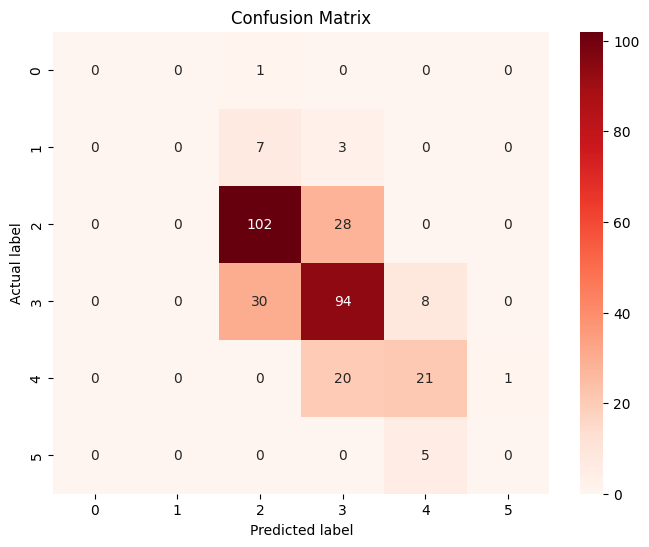 Confusion Matrix
Actual label
0 0 0 1 0 0 0
1 0 0 7 3 0 0
2 0 0 102 28 0 0
3 0 0 30 94 8 0
4 0 0 0 20 21 1
5 0 0 0 0 5 0
0 1 2 3 4 5
Predicted label
100
80
60
40
20
0